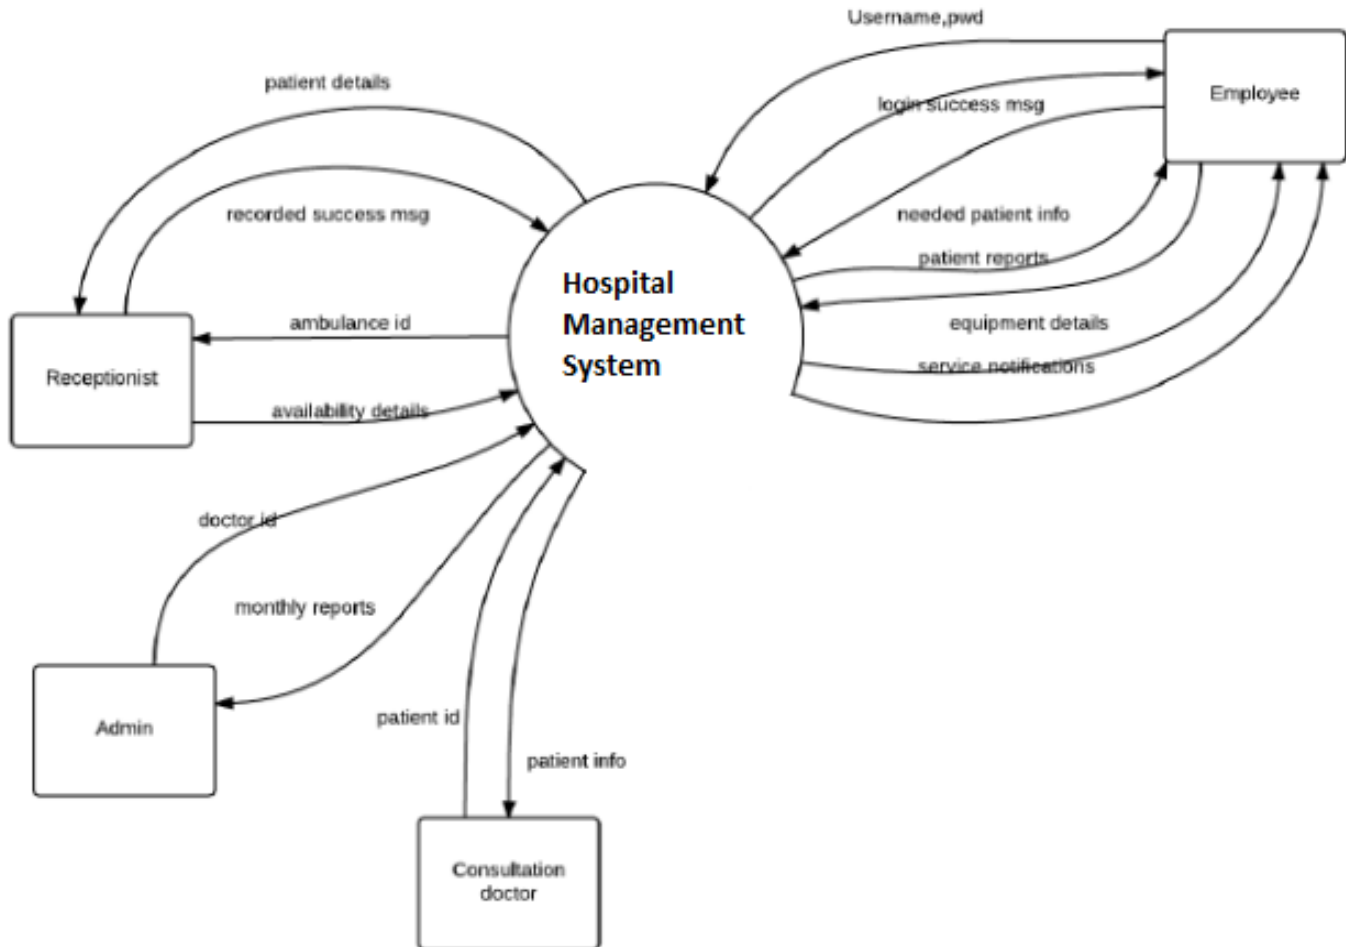 Username,pwd
patient details
Employee
login success msg
recorded success msg
needed patient info
patient reports
Hospital
Management
System
ambulance id
equipment details
service notifications
Receptionist
availability details
doctor id
monthly reports
Admin
patient id
patient info
Consultation
doctor